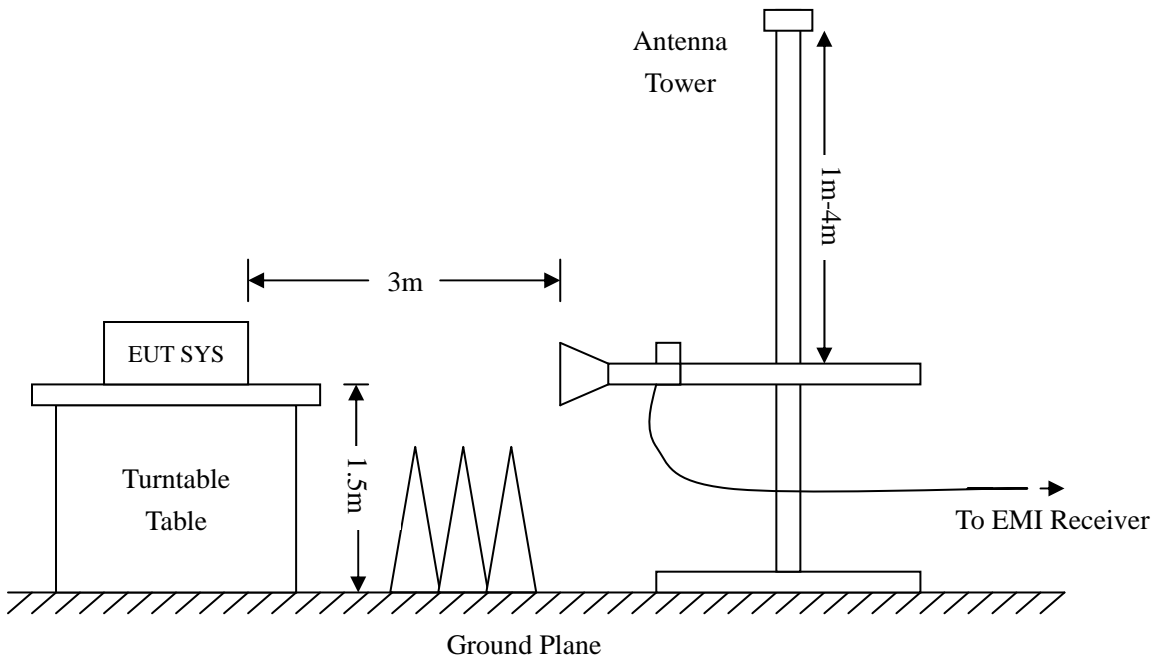 Antenna
Tower
1m-4m
3m
EUT SYS
1.5m
Turntable
Table
To EMI Receiver
Ground Plane